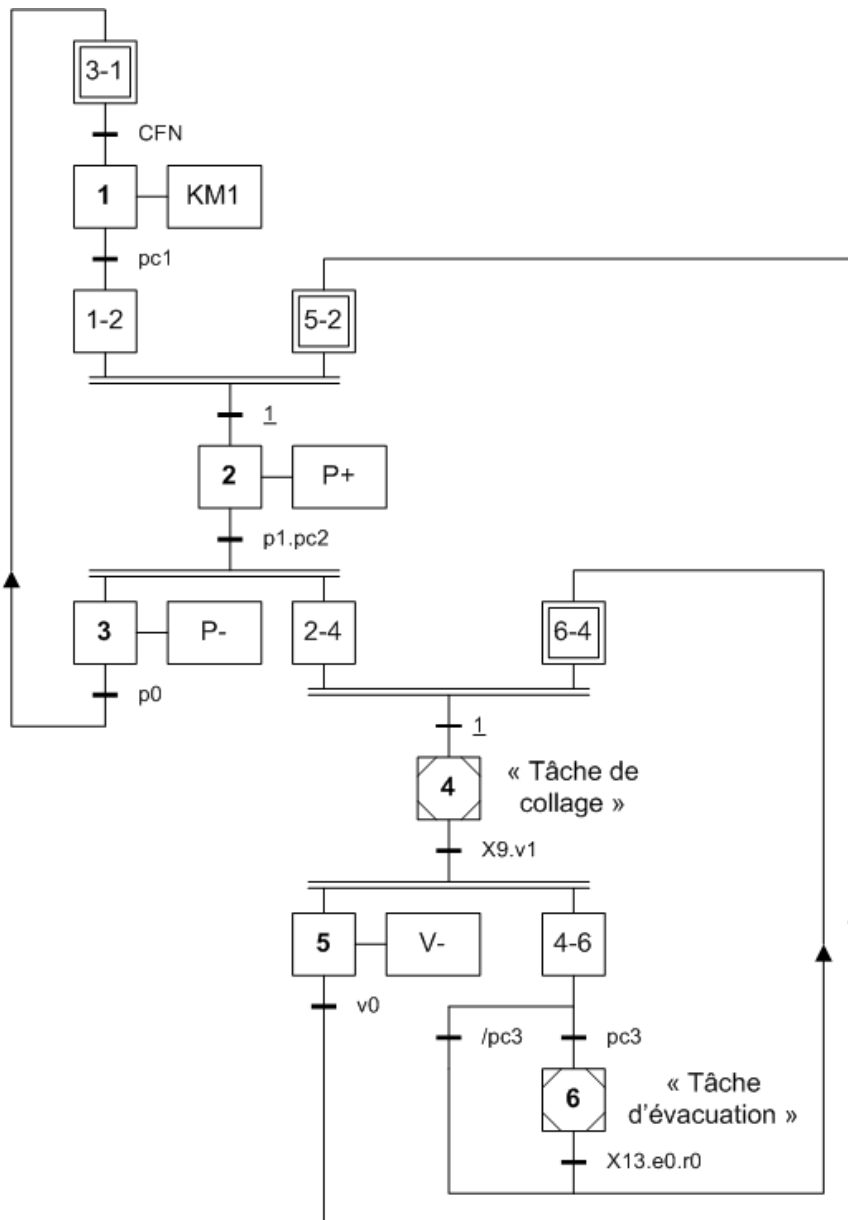 3-1
CFN
1
KM1
pc1
1-2
5-2
1
2
P+
p1.pc2
3
P-
2-4
6-4
p0
1
4
« Tâche de
collage »
X9.v1
5
V-
4-6
v0
/pc3
pc3
6
« Tâche
d'évacuation »
X13.e0.r0